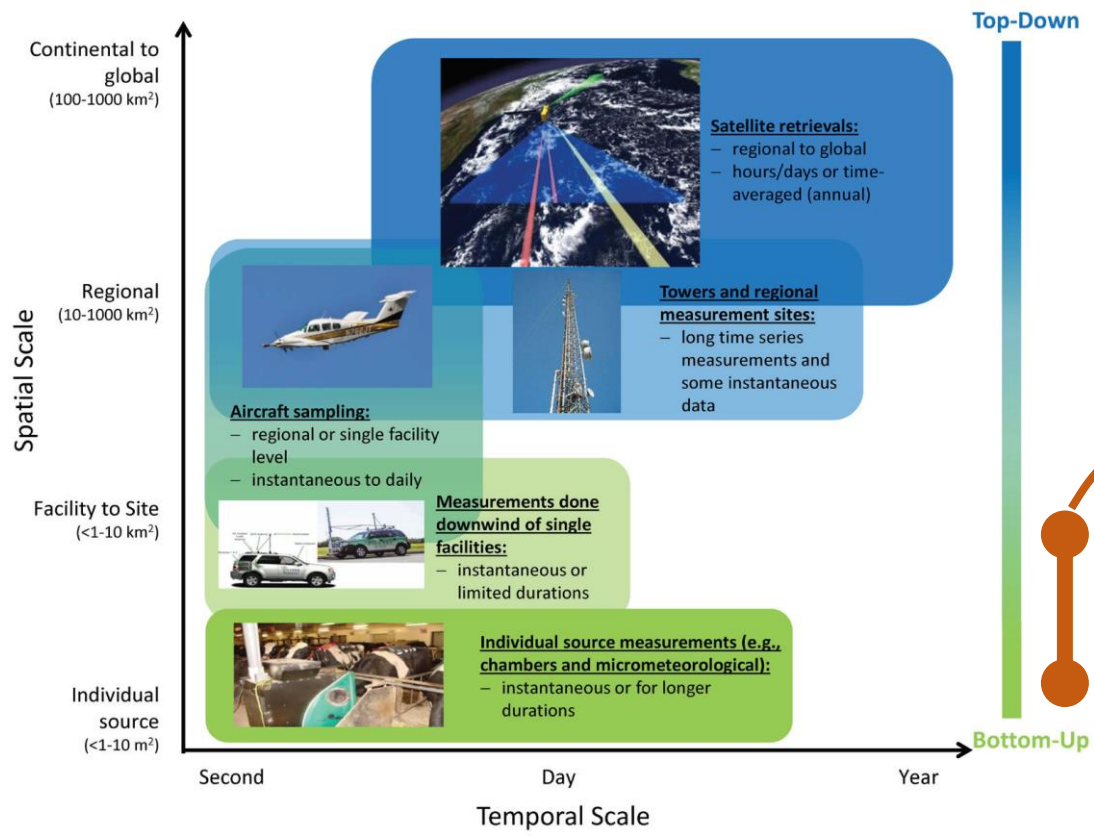 Top-Down
Continental to
global
(100-1000 km²)
Satellite retrievals:
– regional to global
– hours/days or time-
averaged (annual)
Regional
(10-1000 km²)
Towers and regional
measurement sites:
– long time series
measurements and
some instantaneous
data
Spatial Scale
Aircraft sampling:
– regional or single facility
level
– instantaneous to daily
Facility to Site
(<1-10 km²)
Measurements done
downwind of single
facilities:
– instantaneous or
limited durations
Individual source measurements (e.g.,
chambers and micrometeorological):
– instantaneous or for longer
durations
Individual
source
(<1-10 m²)
Bottom-Up
Second
Day
Year
Temporal Scale